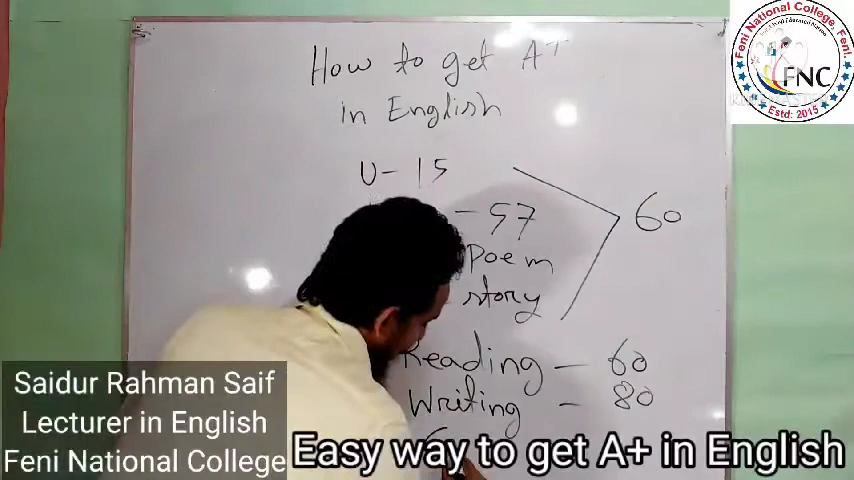 How to get A+
in English
U- 15
- 57
60
Poem
story
Reading - 60
Writing - 80
Feni National College, Feni.
FNC
Estd: 2015
Saidur Rahman Saif
Lecturer in English
Feni National College
Easy way to get A+ in English